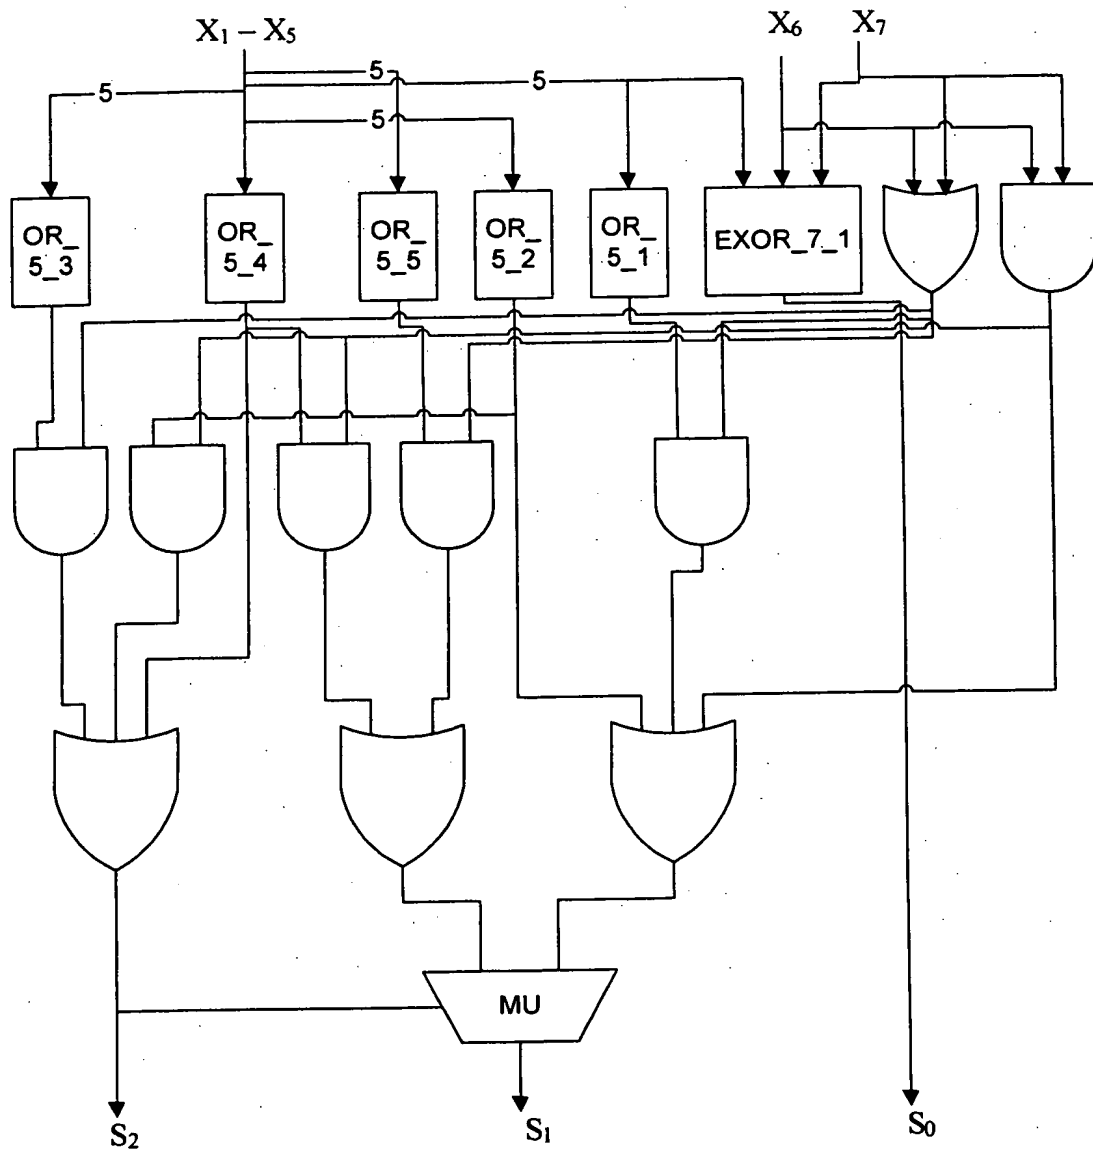 X₁ – X₅
X₆
X₇
5
5
5
5
OR_
5_3
OR_
5_4
OR_
5_5
OR_
5_2
OR_
5_1
EXOR_7_1
MU
S₂
S₁
S₀